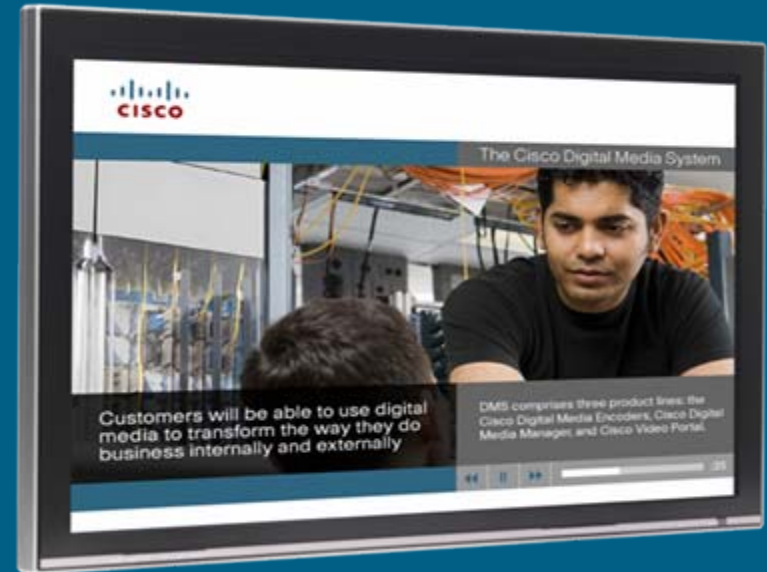 CISCO
The Cisco Digital Media System
Customers will be able to use digital
media to transform the way they do
business internally and externally
DMS comprises three product lines: the
Cisco Digital Media Encoders, Cisco Digital
Media Manager, and Cisco Video Portal.
:35